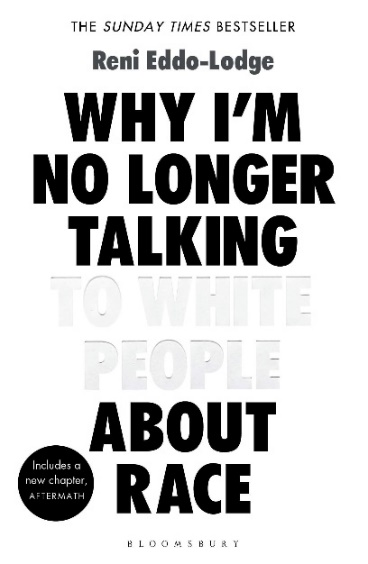 THE SUNDAY TIMES BESTSELLER
Reni Eddo-Lodge
WHY I'M
NO LONGER
TALKING
TO WHITE
PEOPLE
ABOUT
RACE
Includes a
new chapter,
AFTERMATH
BLOOMSBURY